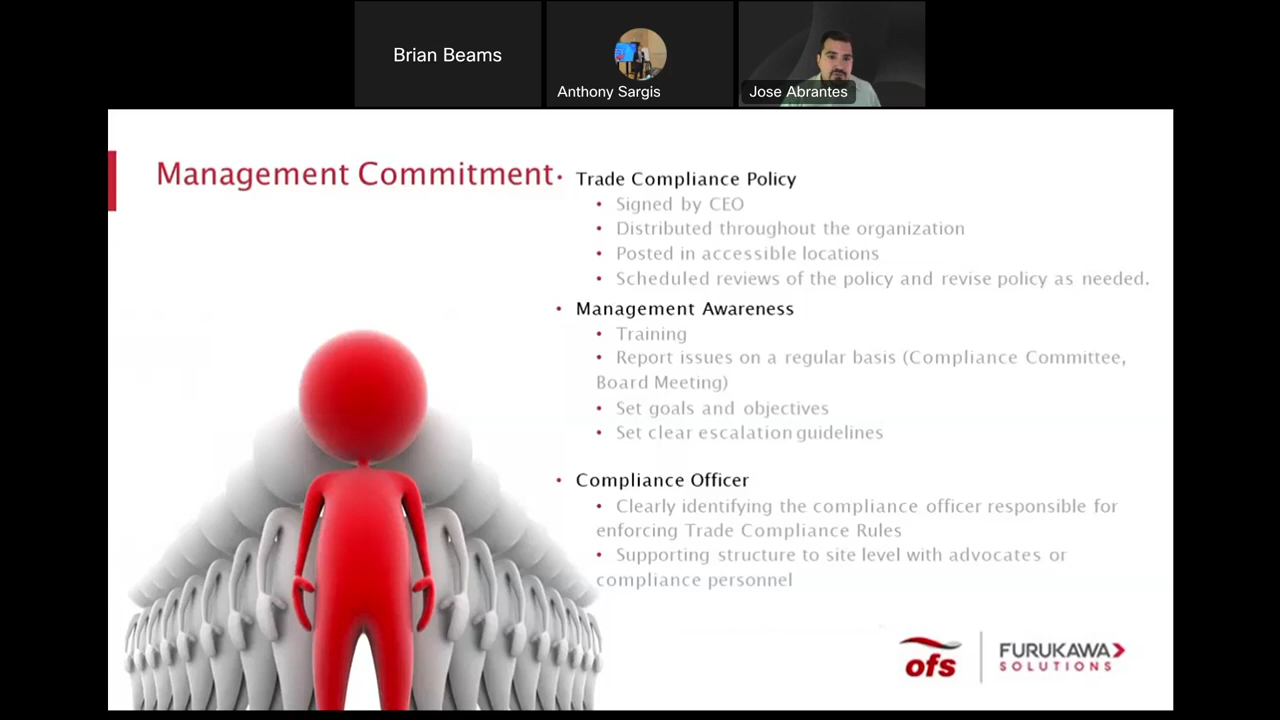 Brian Beams
Anthony Sargis
Jose Abrantes
Management Commitment
• Trade Compliance Policy
• Signed by CEO
• Distributed throughout the organization
• Posted in accessible locations
• Scheduled reviews of the policy and revise policy as needed.
• Management Awareness
• Training
• Report issues on a regular basis (Compliance Committee,
Board Meeting)
• Set goals and objectives
• Set clear escalation guidelines
• Compliance Officer
• Clearly identifying the compliance officer responsible for
enforcing Trade Compliance Rules
• Supporting structure to site level with advocates or
compliance personnel
ofs
FURUKAWA
SOLUTIONS